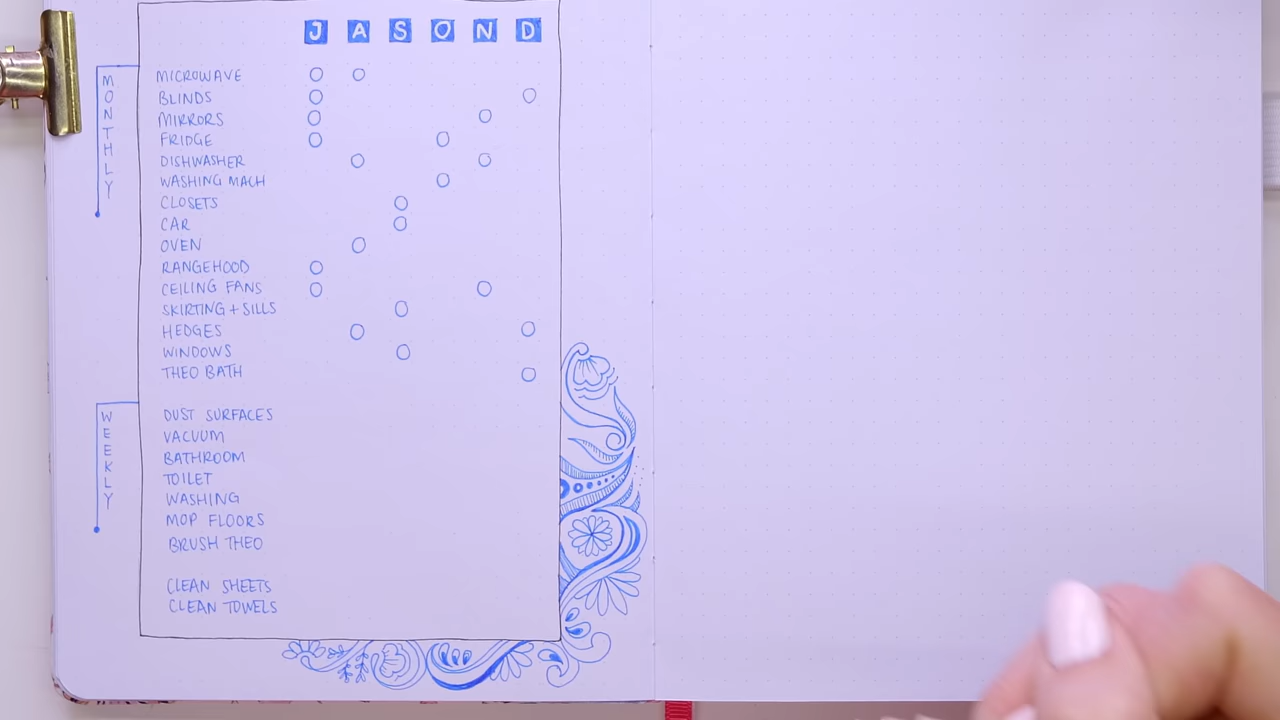 J A S O N D
MONTHLY
MICROWAVE
BLINDS
MIRRORS
FRIDGE
DISHWASHER
WASHING MACH
CLOSETS
CAR
OVEN
RANGEHOOD
CEILING FANS
SKIRTING + SILLS
HEDGES
WINDOWS
THEO BATH
WEEKLY
DUST SURFACES
VACUUM
BATHROOM
TOILET
WASHING
MOP FLOORS
BRUSH THEO
CLEAN SHEETS
CLEAN TOWELS